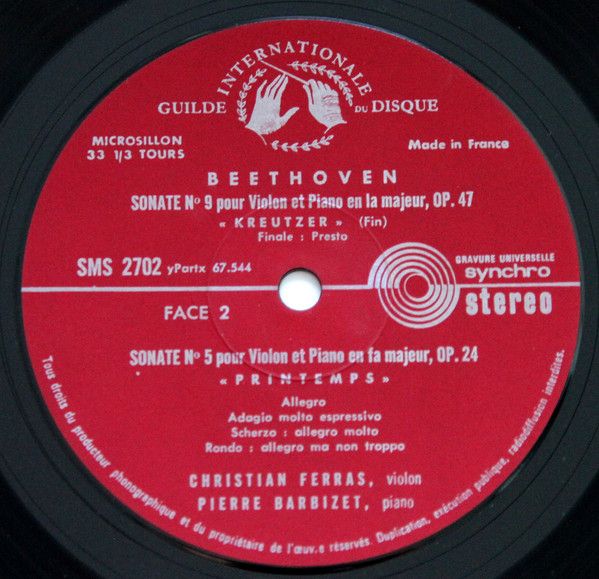 GUILDE INTERNATIONALE DU DISQUE
MICROSILLON
33 1/3 TOURS
Made in France
BEETHOVEN
SONATE No 9 pour Violon et Piano en la majeur, OP. 47
« KREUTZER » (Fin)
Finale : Presto
SMS 2702 yPartx 67.544
GRAVURE UNIVERSELLE
synchro
stereo
FACE 2
SONATE No 5 pour Violon et Piano en fa majeur, OP. 24
« PRINTEMPS »
Allegro
Adagio molto espressivo
Scherzo : allegro molto
Rondo : allegro ma non troppo
CHRISTIAN FERRAS, violon
PIERRE BARBIZET, piano
Tous droits du producteur phonographique et du propriétaire de l'œuv.e réservés. Duplication, exécution publique, radiodiffusion interdites.